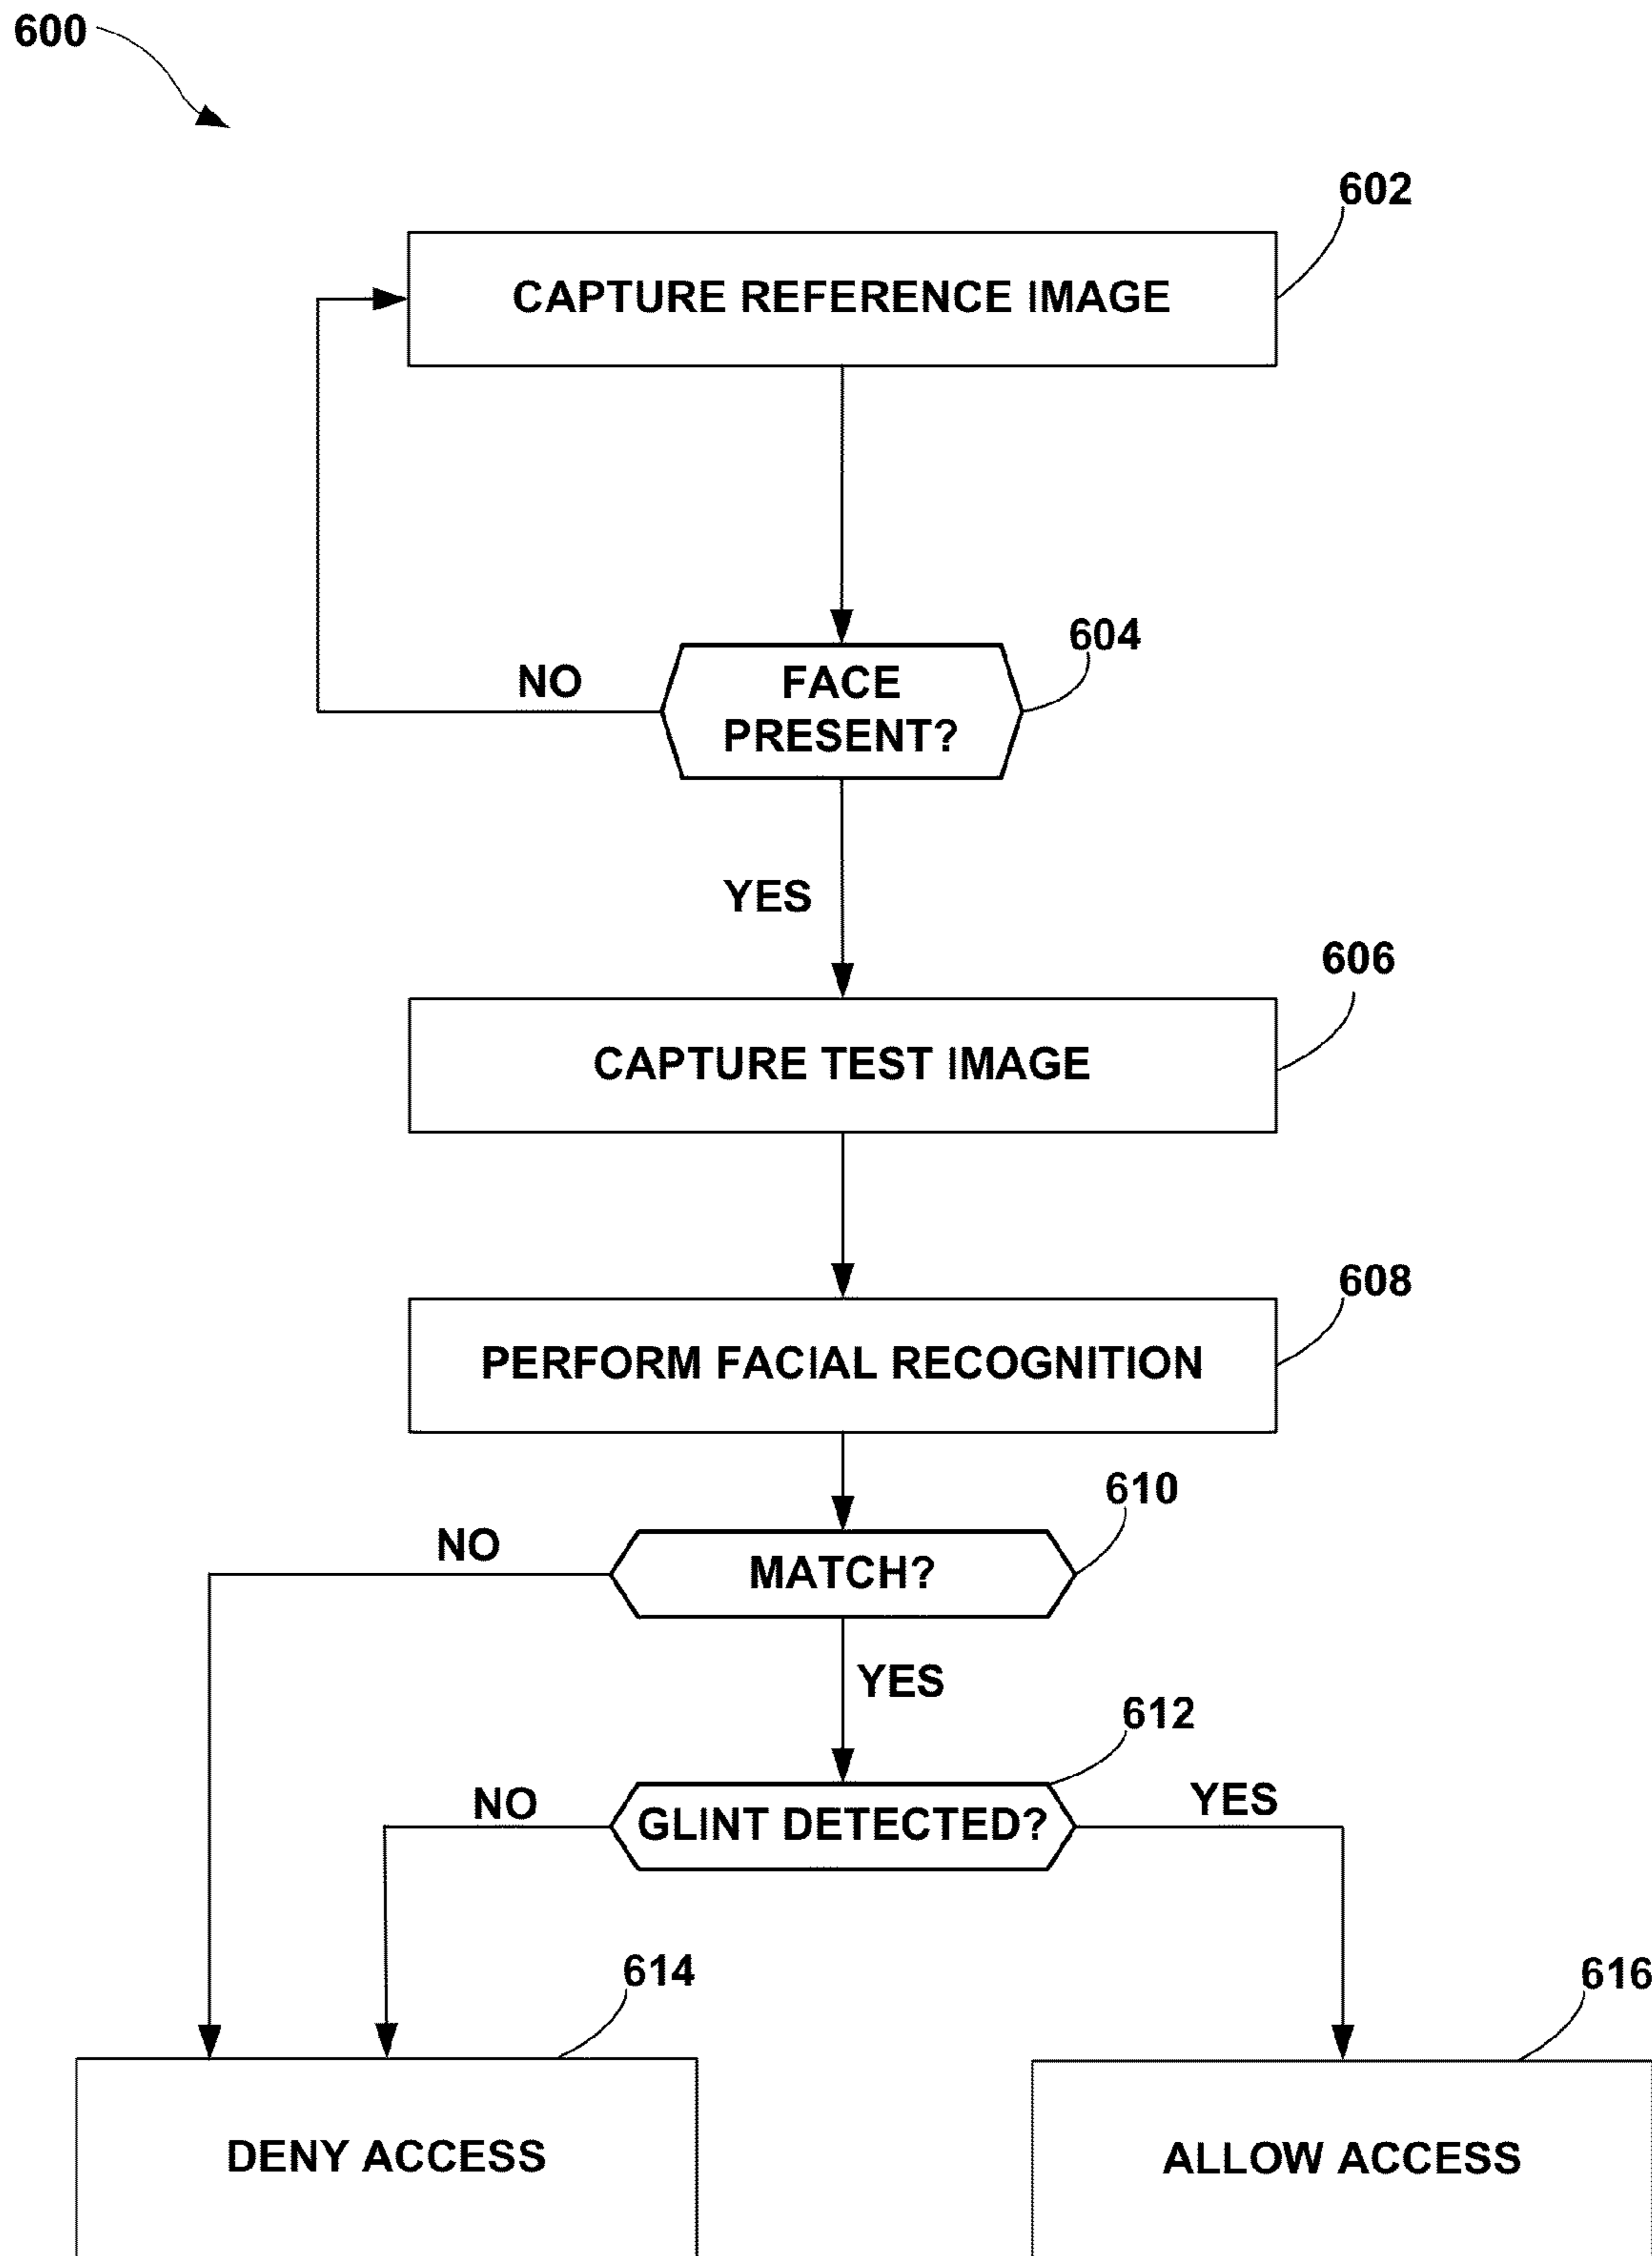 600
602
CAPTURE REFERENCE IMAGE
604
NO
FACE
PRESENT?
YES
606
CAPTURE TEST IMAGE
608
PERFORM FACIAL RECOGNITION
610
NO
MATCH?
YES
612
NO
GLINT DETECTED?
YES
614
616
DENY ACCESS
ALLOW ACCESS